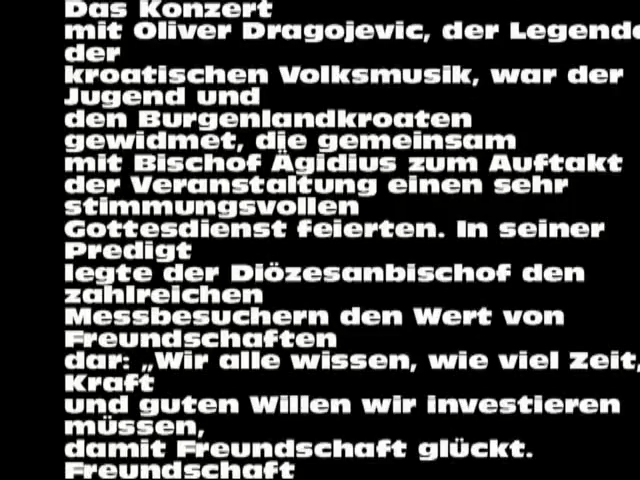 Das Konzert
mit Oliver Dragojevic, der Legende
der
kroatischen Volksmusik, war der
Jugend und
den Burgenlandkroaten
gewidmet, die gemeinsam
mit Bischof Ägidius zum Auftakt
der Veranstaltung einen sehr
stimmungsvollen
Gottesdienst feierten. In seiner
Predigt
legte der Diözesanbischof den
zahlreichen
Messbesuchern den Wert von
Freundschaften
dar: „Wir alle wissen, wie viel Zeit,
Kraft
und guten Willen wir investieren
müssen,
damit Freundschaft glückt.
Freundschaft